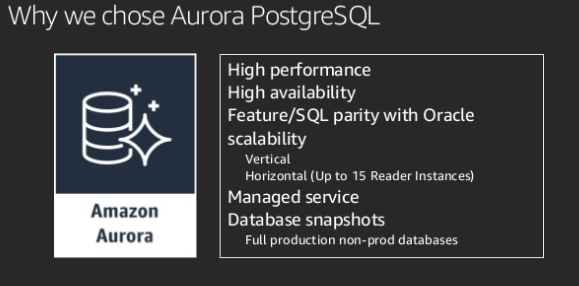 Why we chose Aurora PostgreSQL
Amazon
Aurora
High performance
High availability
Feature/SQL parity with Oracle
scalability
Vertical
Horizontal (Up to 15 Reader Instances)
Managed service
Database snapshots
Full production non-prod databases